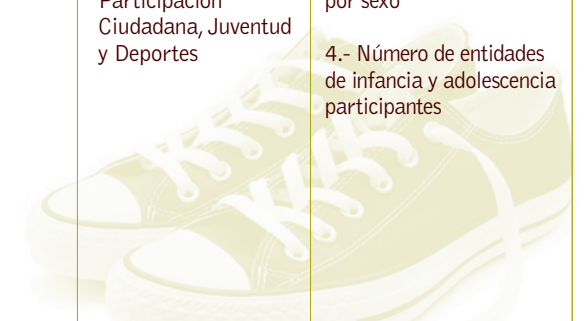 Participación
Ciudadana, Juventud
y Deportes
por sexo
4.- Número de entidades
de infancia y adolescencia
participantes